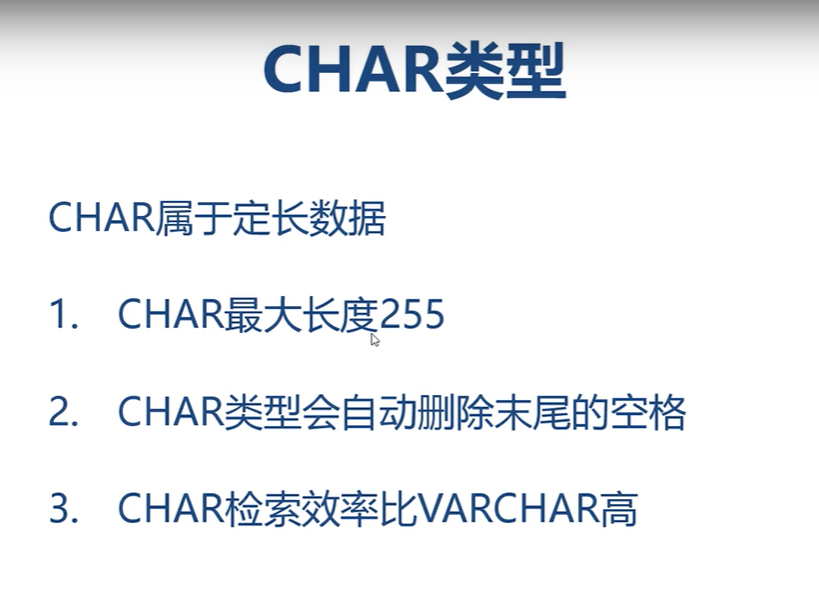 CHAR类型
CHAR属于定长数据
1. CHAR最大长度255
2. CHAR类型会自动删除末尾的空格
3. CHAR检索效率比VARCHAR高